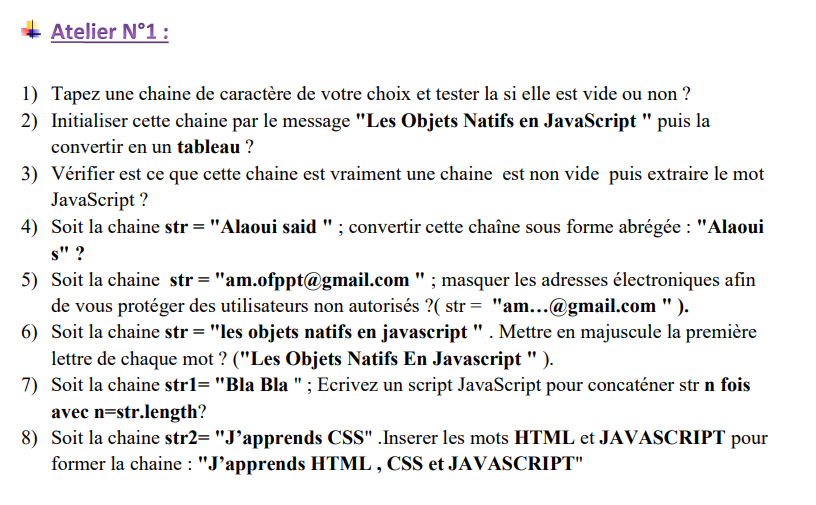 Atelier N°1 :
1) Tapez une chaine de caractère de votre choix et tester la si elle est vide ou non ?
2) Initialiser cette chaine par le message "Les Objets Natifs en JavaScript " puis la
convertir en un tableau ?
3) Vérifier est ce que cette chaine est vraiment une chaine est non vide puis extraire le mot
JavaScript ?
4) Soit la chaine str = "Alaoui said " ; convertir cette chaîne sous forme abrégée : "Alaoui
s" ?
5) Soit la chaine str = "am.ofppt@gmail.com " ; masquer les adresses électroniques afin
de vous protéger des utilisateurs non autorisés ?( str = "am…@gmail.com " ).
6) Soit la chaine str = "les objets natifs en javascript " . Mettre en majuscule la première
lettre de chaque mot ? ("Les Objets Natifs En Javascript " ).
7) Soit la chaine str1= "Bla Bla " ; Ecrivez un script JavaScript pour concaténer str n fois
avec n=str.length?
8) Soit la chaine str2= "J’apprends CSS" .Inserer les mots HTML et JAVASCRIPT pour
former la chaine : "J’apprends HTML , CSS et JAVASCRIPT"